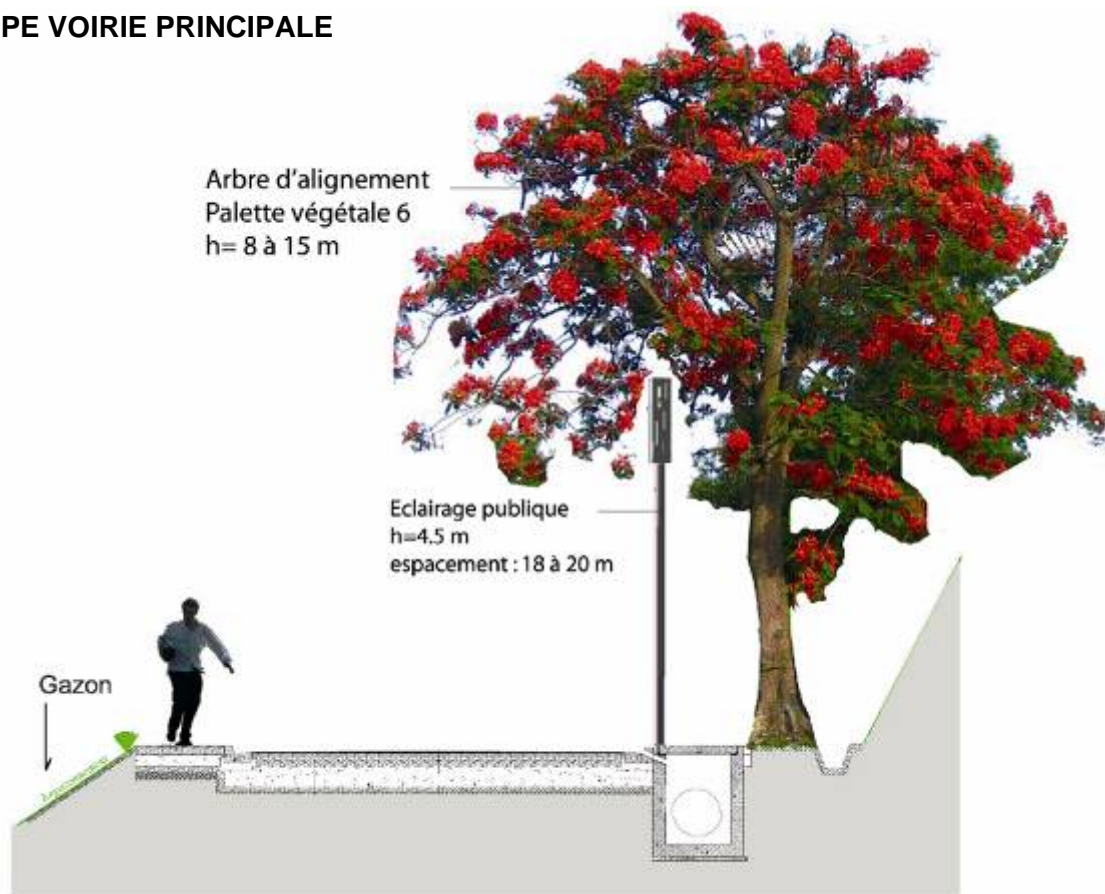 PE VOIRIE PRINCIPALE
Arbre d'alignement
Palette végétale 6
h= 8 à 15 m
Eclairage publique
h=4.5 m
espacement : 18 à 20 m
Gazon